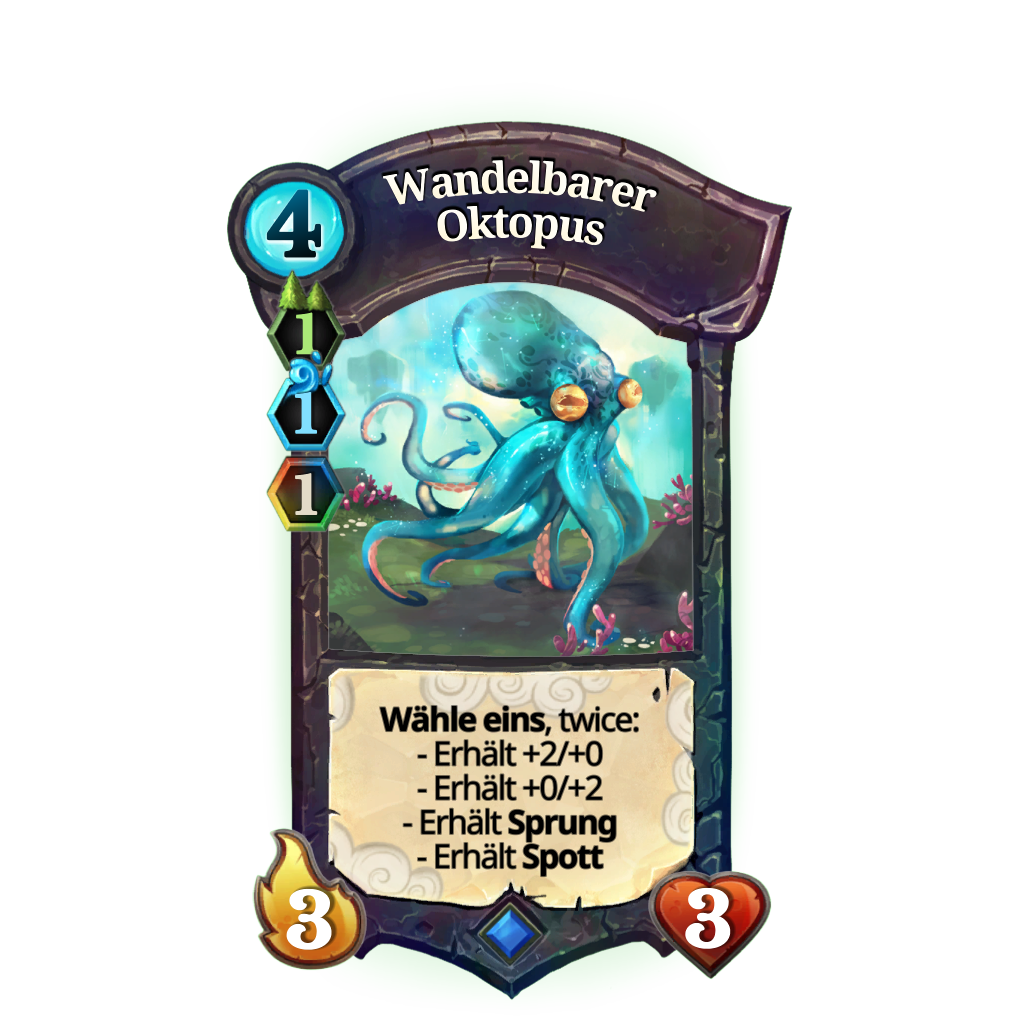 Wandelbarer
Oktopus
4
1
1
1
Wähle eins, twice:
- Erhält +2/+0
- Erhält +0/+2
- Erhält Sprung
- Erhält Spott
3
3